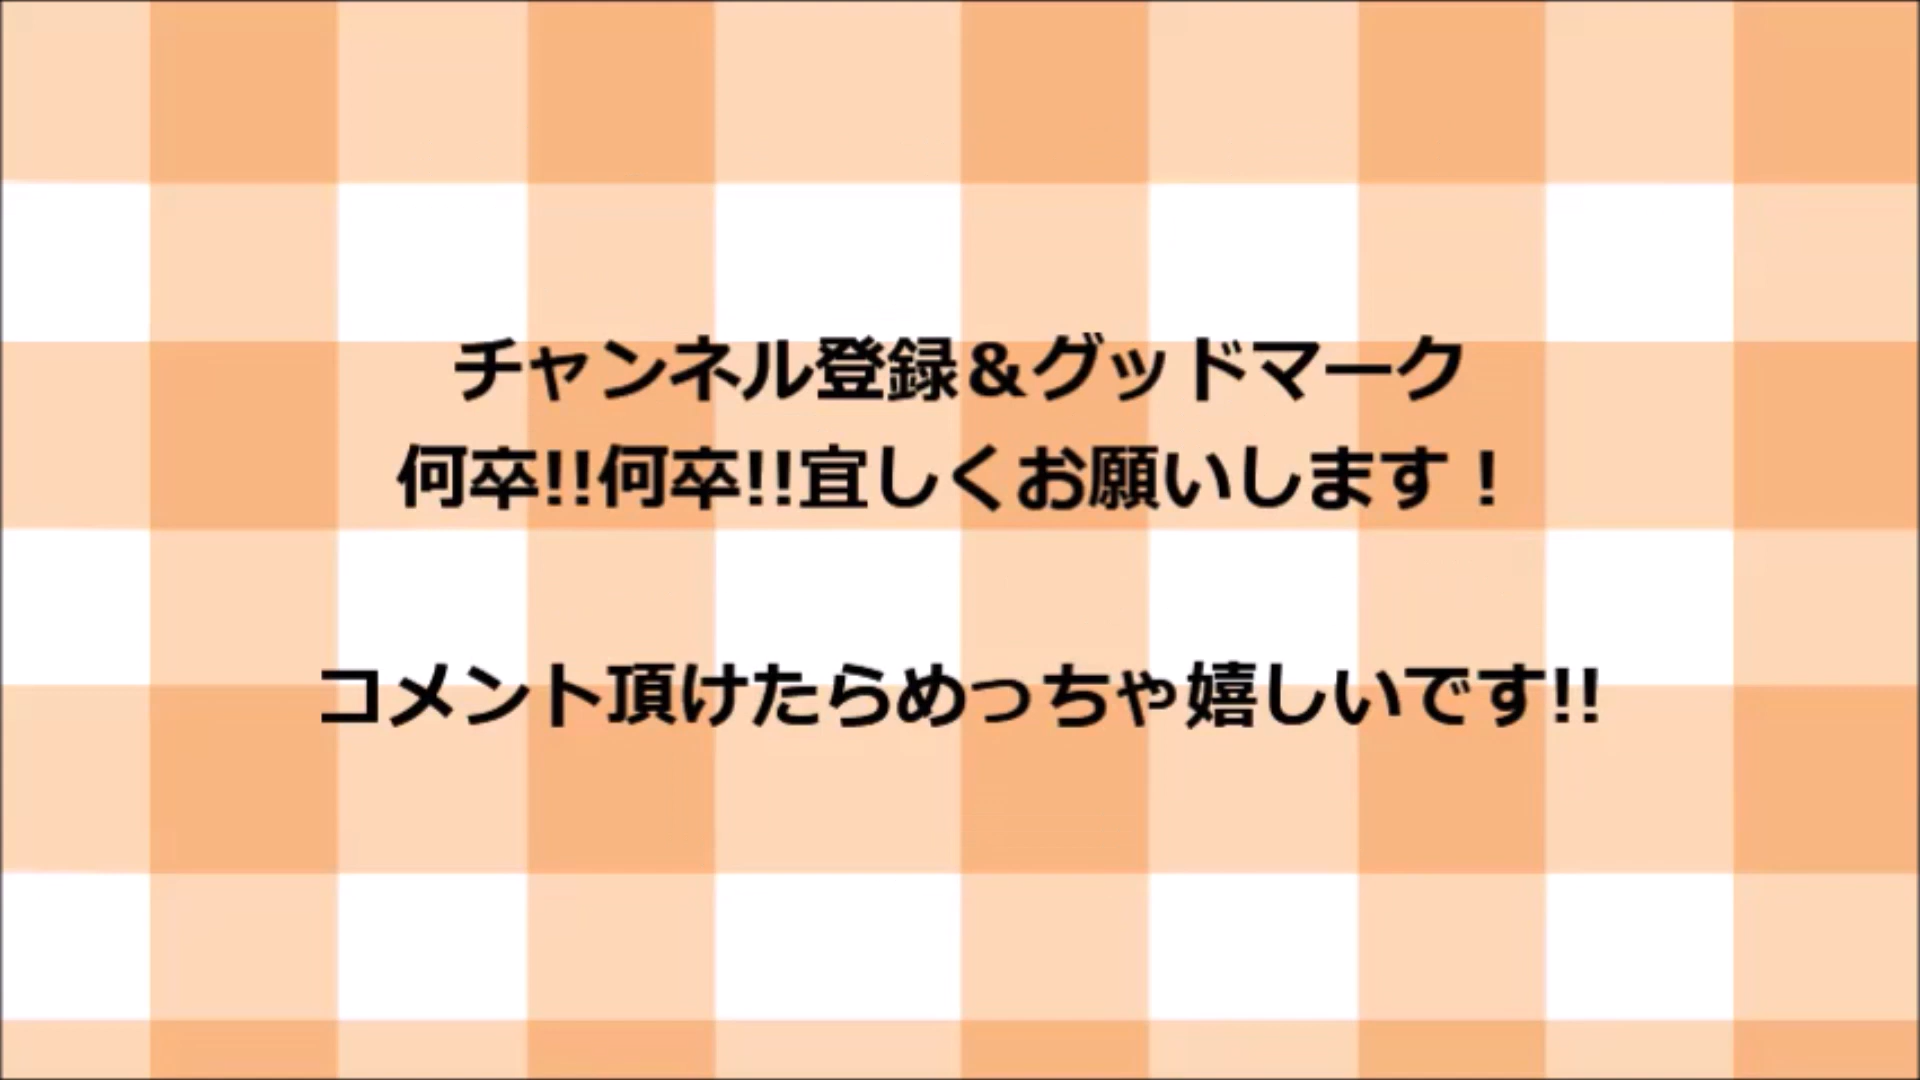 チャンネル登録＆グッドマーク
何卒!!何卒!!宜しくお願いします！
コメント頂けたらめっちゃ嬉しいです!!